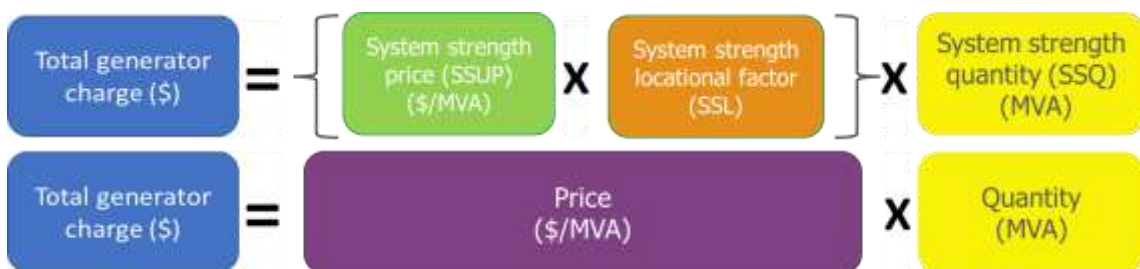 Total generator
charge ($)
=
System strength
price (SSUP)
($/MVA)
X
System strength
locational factor
(SSL)
X
System strength
quantity (SSQ)
(MVA)
Total generator
charge ($)
=
Price
($/MVA)
X
Quantity
(MVA)